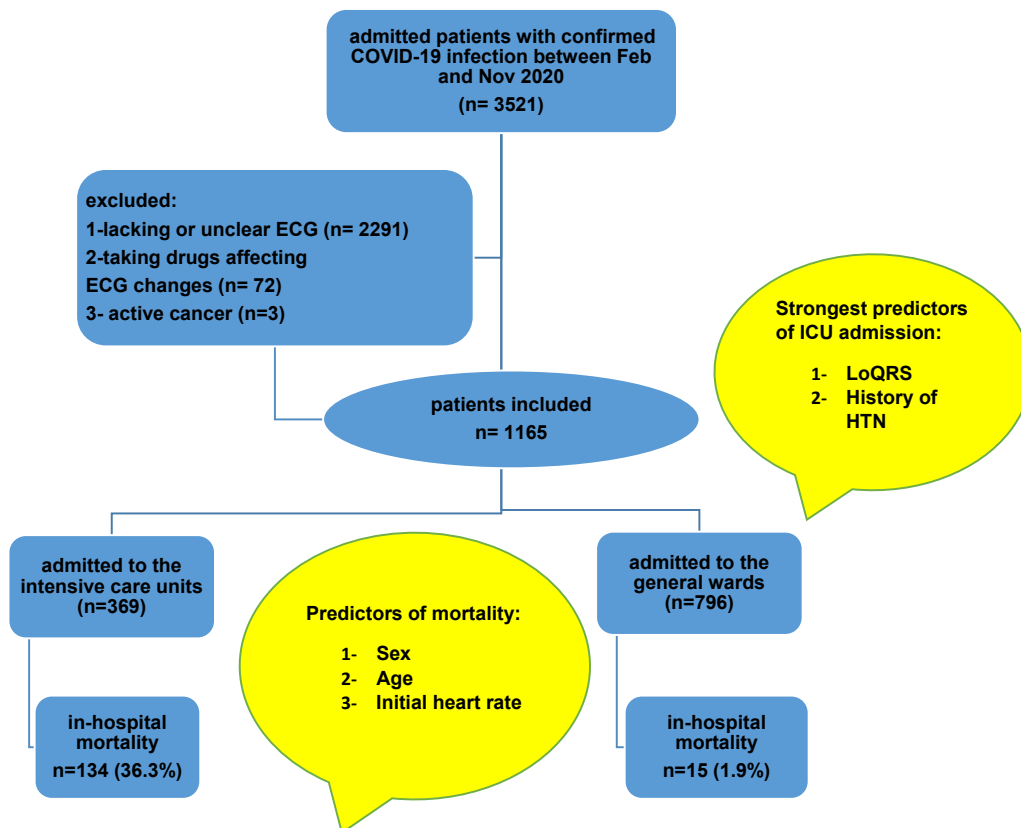 admitted patients with confirmed
COVID-19 infection between Feb
and Nov 2020
(n= 3521)
excluded:
1-lacking or unclear ECG (n= 2291)
2-taking drugs affecting
ECG changes (n= 72)
3- active cancer (n=3)
patients included
n= 1165
Strongest predictors
of ICU admission:
1- LoQRS
2- History of
HTN
admitted to the
intensive care units
(n=369)
admitted to the
general wards
(n=796)
Predictors of mortality:
1- Sex
2- Age
3- Initial heart rate
in-hospital
mortality
n=134 (36.3%)
in-hospital
mortality
n=15 (1.9%)